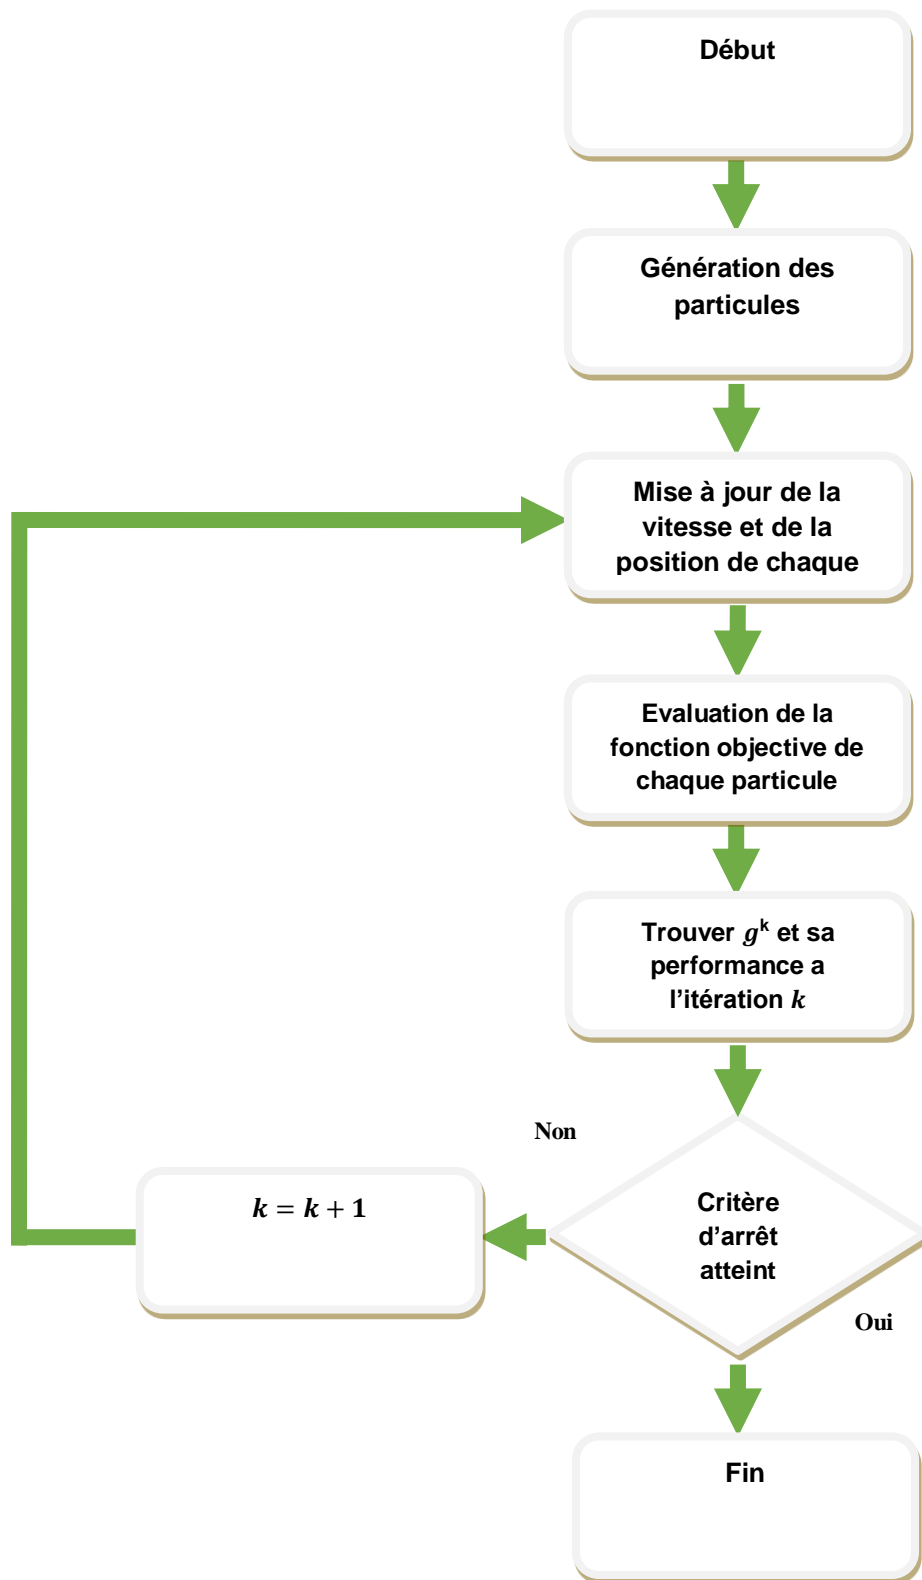 Début
Génération des
particules
Mise à jour de la
vitesse et de la
position de chaque
Evaluation de la
fonction objective de
chaque particule
Trouver g^k et sa
performance a
l'itération k
Non
k = k + 1
Critère
d'arrêt
atteint
Oui
Fin